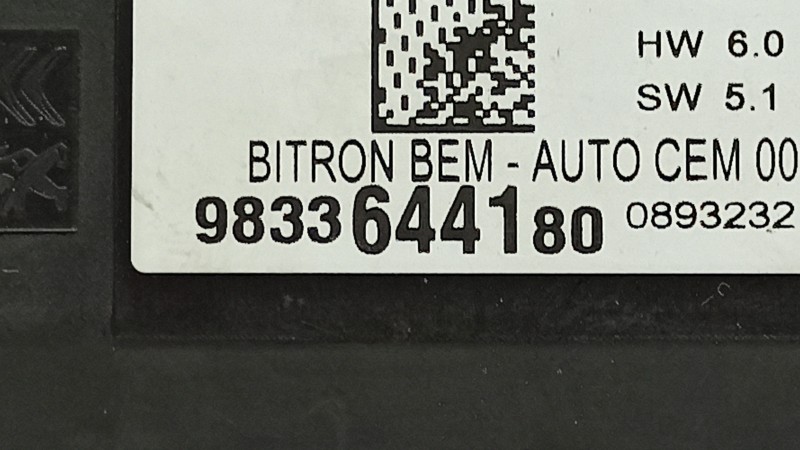 HW 6.0
SW 5.1
BITRON BEM - AUTO CEM 00
9833644180 0893232